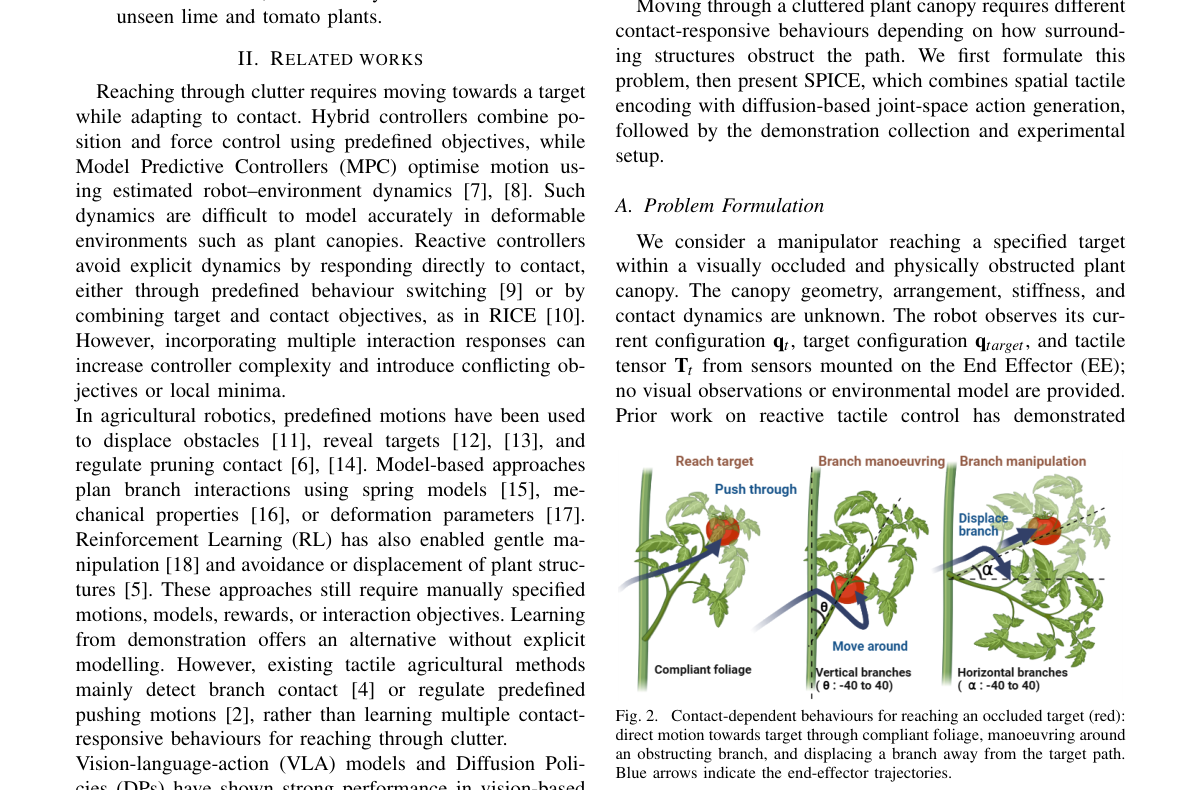 unseen lime and tomato plants.
II. RELATED WORKS
Reaching through clutter requires moving towards a target
while adapting to contact. Hybrid controllers combine po-
sition and force control using predefined objectives, while
Model Predictive Controllers (MPC) optimise motion us-
ing estimated robot–environment dynamics [7], [8]. Such
dynamics are difficult to model accurately in deformable
environments such as plant canopies. Reactive controllers
avoid explicit dynamics by responding directly to contact,
either through predefined behaviour switching [9] or by
combining target and contact objectives, as in RICE [10].
However, incorporating multiple interaction responses can
increase controller complexity and introduce conflicting ob-
jectives or local minima.
In agricultural robotics, predefined motions have been used
to displace obstacles [11], reveal targets [12], [13], and
regulate pruning contact [6], [14]. Model-based approaches
plan branch interactions using spring models [15], me-
chanical properties [16], or deformation parameters [17].
Reinforcement Learning (RL) has also enabled gentle ma-
nipulation [18] and avoidance or displacement of plant struc-
tures [5]. These approaches still require manually specified
motions, models, rewards, or interaction objectives. Learning
from demonstration offers an alternative without explicit
modelling. However, existing tactile agricultural methods
mainly detect branch contact [4] or regulate predefined
pushing motions [2], rather than learning multiple contact-
responsive behaviours for reaching through clutter.
Vision-language-action (VLA) models and Diffusion Poli-
cies (DPs) have shown strong performance in vision-based
Moving through a cluttered plant canopy requires different
contact-responsive behaviours depending on how surround-
ing structures obstruct the path. We first formulate this
problem, then present SPICE, which combines spatial tactile
encoding with diffusion-based joint-space action generation,
followed by the demonstration collection and experimental
setup.
A. Problem Formulation
We consider a manipulator reaching a specified target
within a visually occluded and physically obstructed plant
canopy. The canopy geometry, arrangement, stiffness, and
contact dynamics are unknown. The robot observes its cur-
rent configuration q_t, target configuration q_target, and tactile
tensor T_t from sensors mounted on the End Effector (EE);
no visual observations or environmental model are provided.
Prior work on reactive tactile control has demonstrated
Reach target
Push through
Compliant foliage
Branch manoeuvring
θ
Move around
Vertical branches
( θ : -40 to 40)
Branch manipulation
Displace
branch
α
Horizontal branches
( α : -40 to 40)
Fig. 2. Contact-dependent behaviours for reaching an occluded target (red):
direct motion towards target through compliant foliage, manoeuvring around
an obstructing branch, and displacing a branch away from the target path.
Blue arrows indicate the end-effector trajectories.